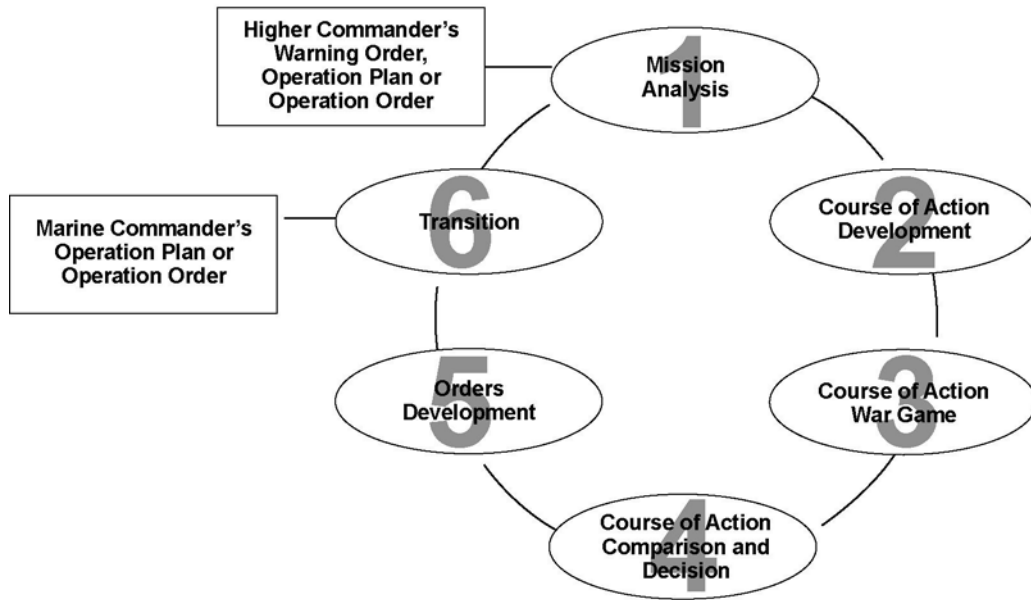 Higher Commander's
Warning Order,
Operation Plan or
Operation Order
1
Mission
Analysis
2
Course of Action
Development
3
Course of Action
War Game
4
Course of Action
Comparison and
Decision
5
Orders
Development
6
Transition
Marine Commander's
Operation Plan or
Operation Order